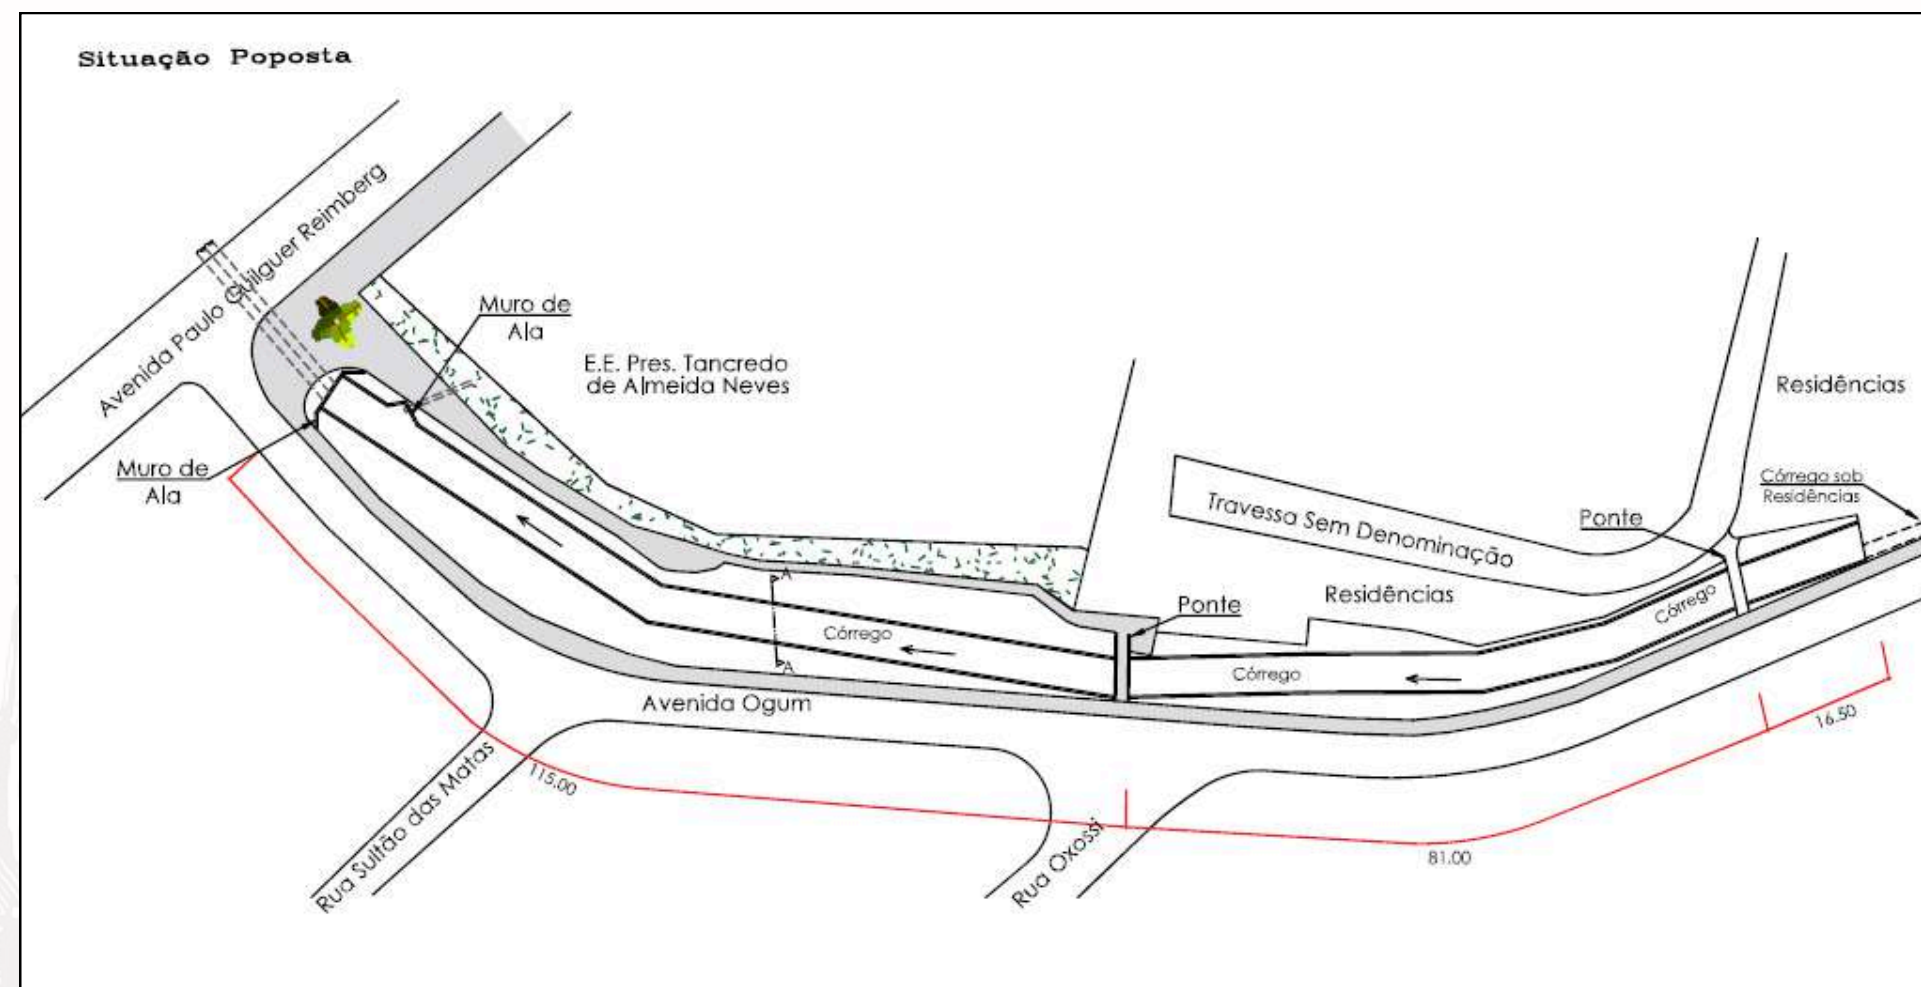 Situação Poposta
Avenida Paulo Guilguer Reimberg
Muro de
Ala
E.E. Pres. Tancredo
de Almeida Neves
Residências
Muro de
Ala
Córrego sob
Residências
Travessa Sem Denominação
Ponte
A
Ponte
Residências
Córrego
Córrego
A
Córrego
Avenida Ogum
16.50
115.00
Rua Sultão das Matas
Rua Oxossi
81.00